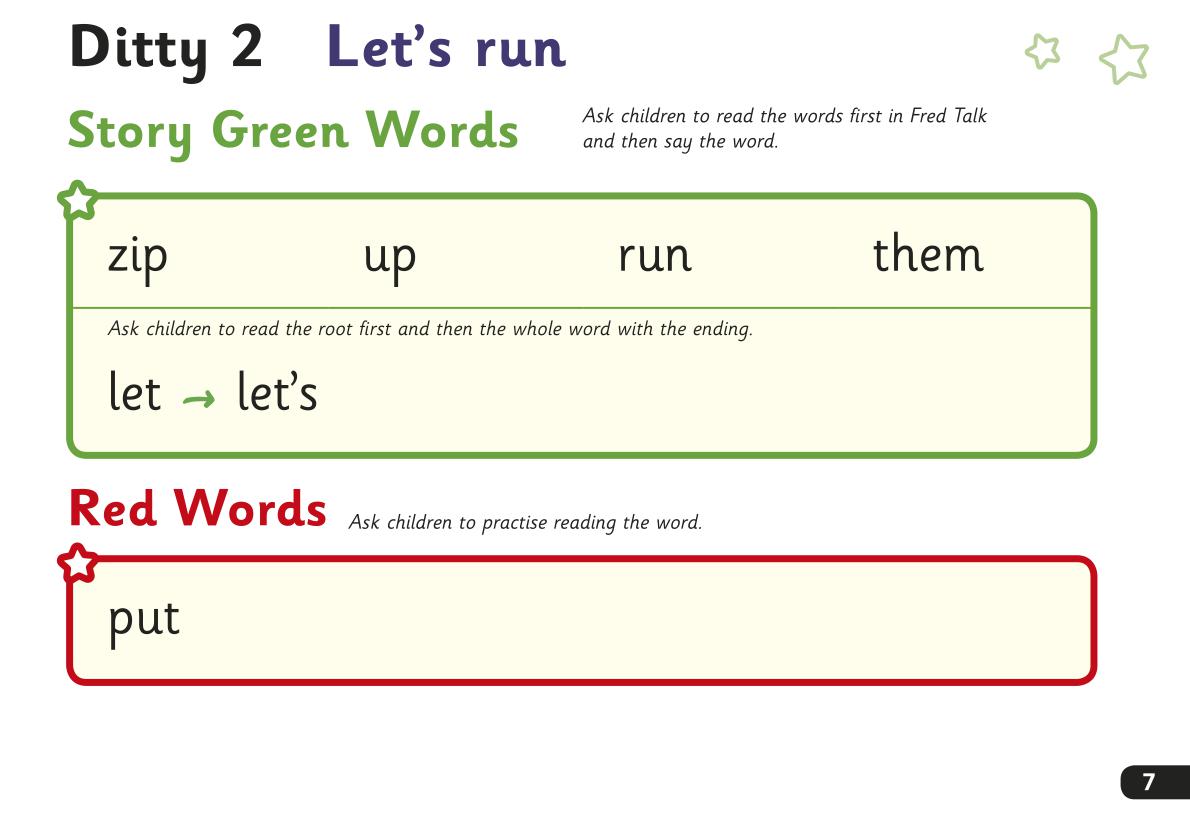 Ditty 2 Let’s run
Story Green Words
Ask children to read the words first in Fred Talk
and then say the word.
zip up run them
Ask children to read the root first and then the whole word with the ending.
let → let’s
Red Words Ask children to practise reading the word.
put
7